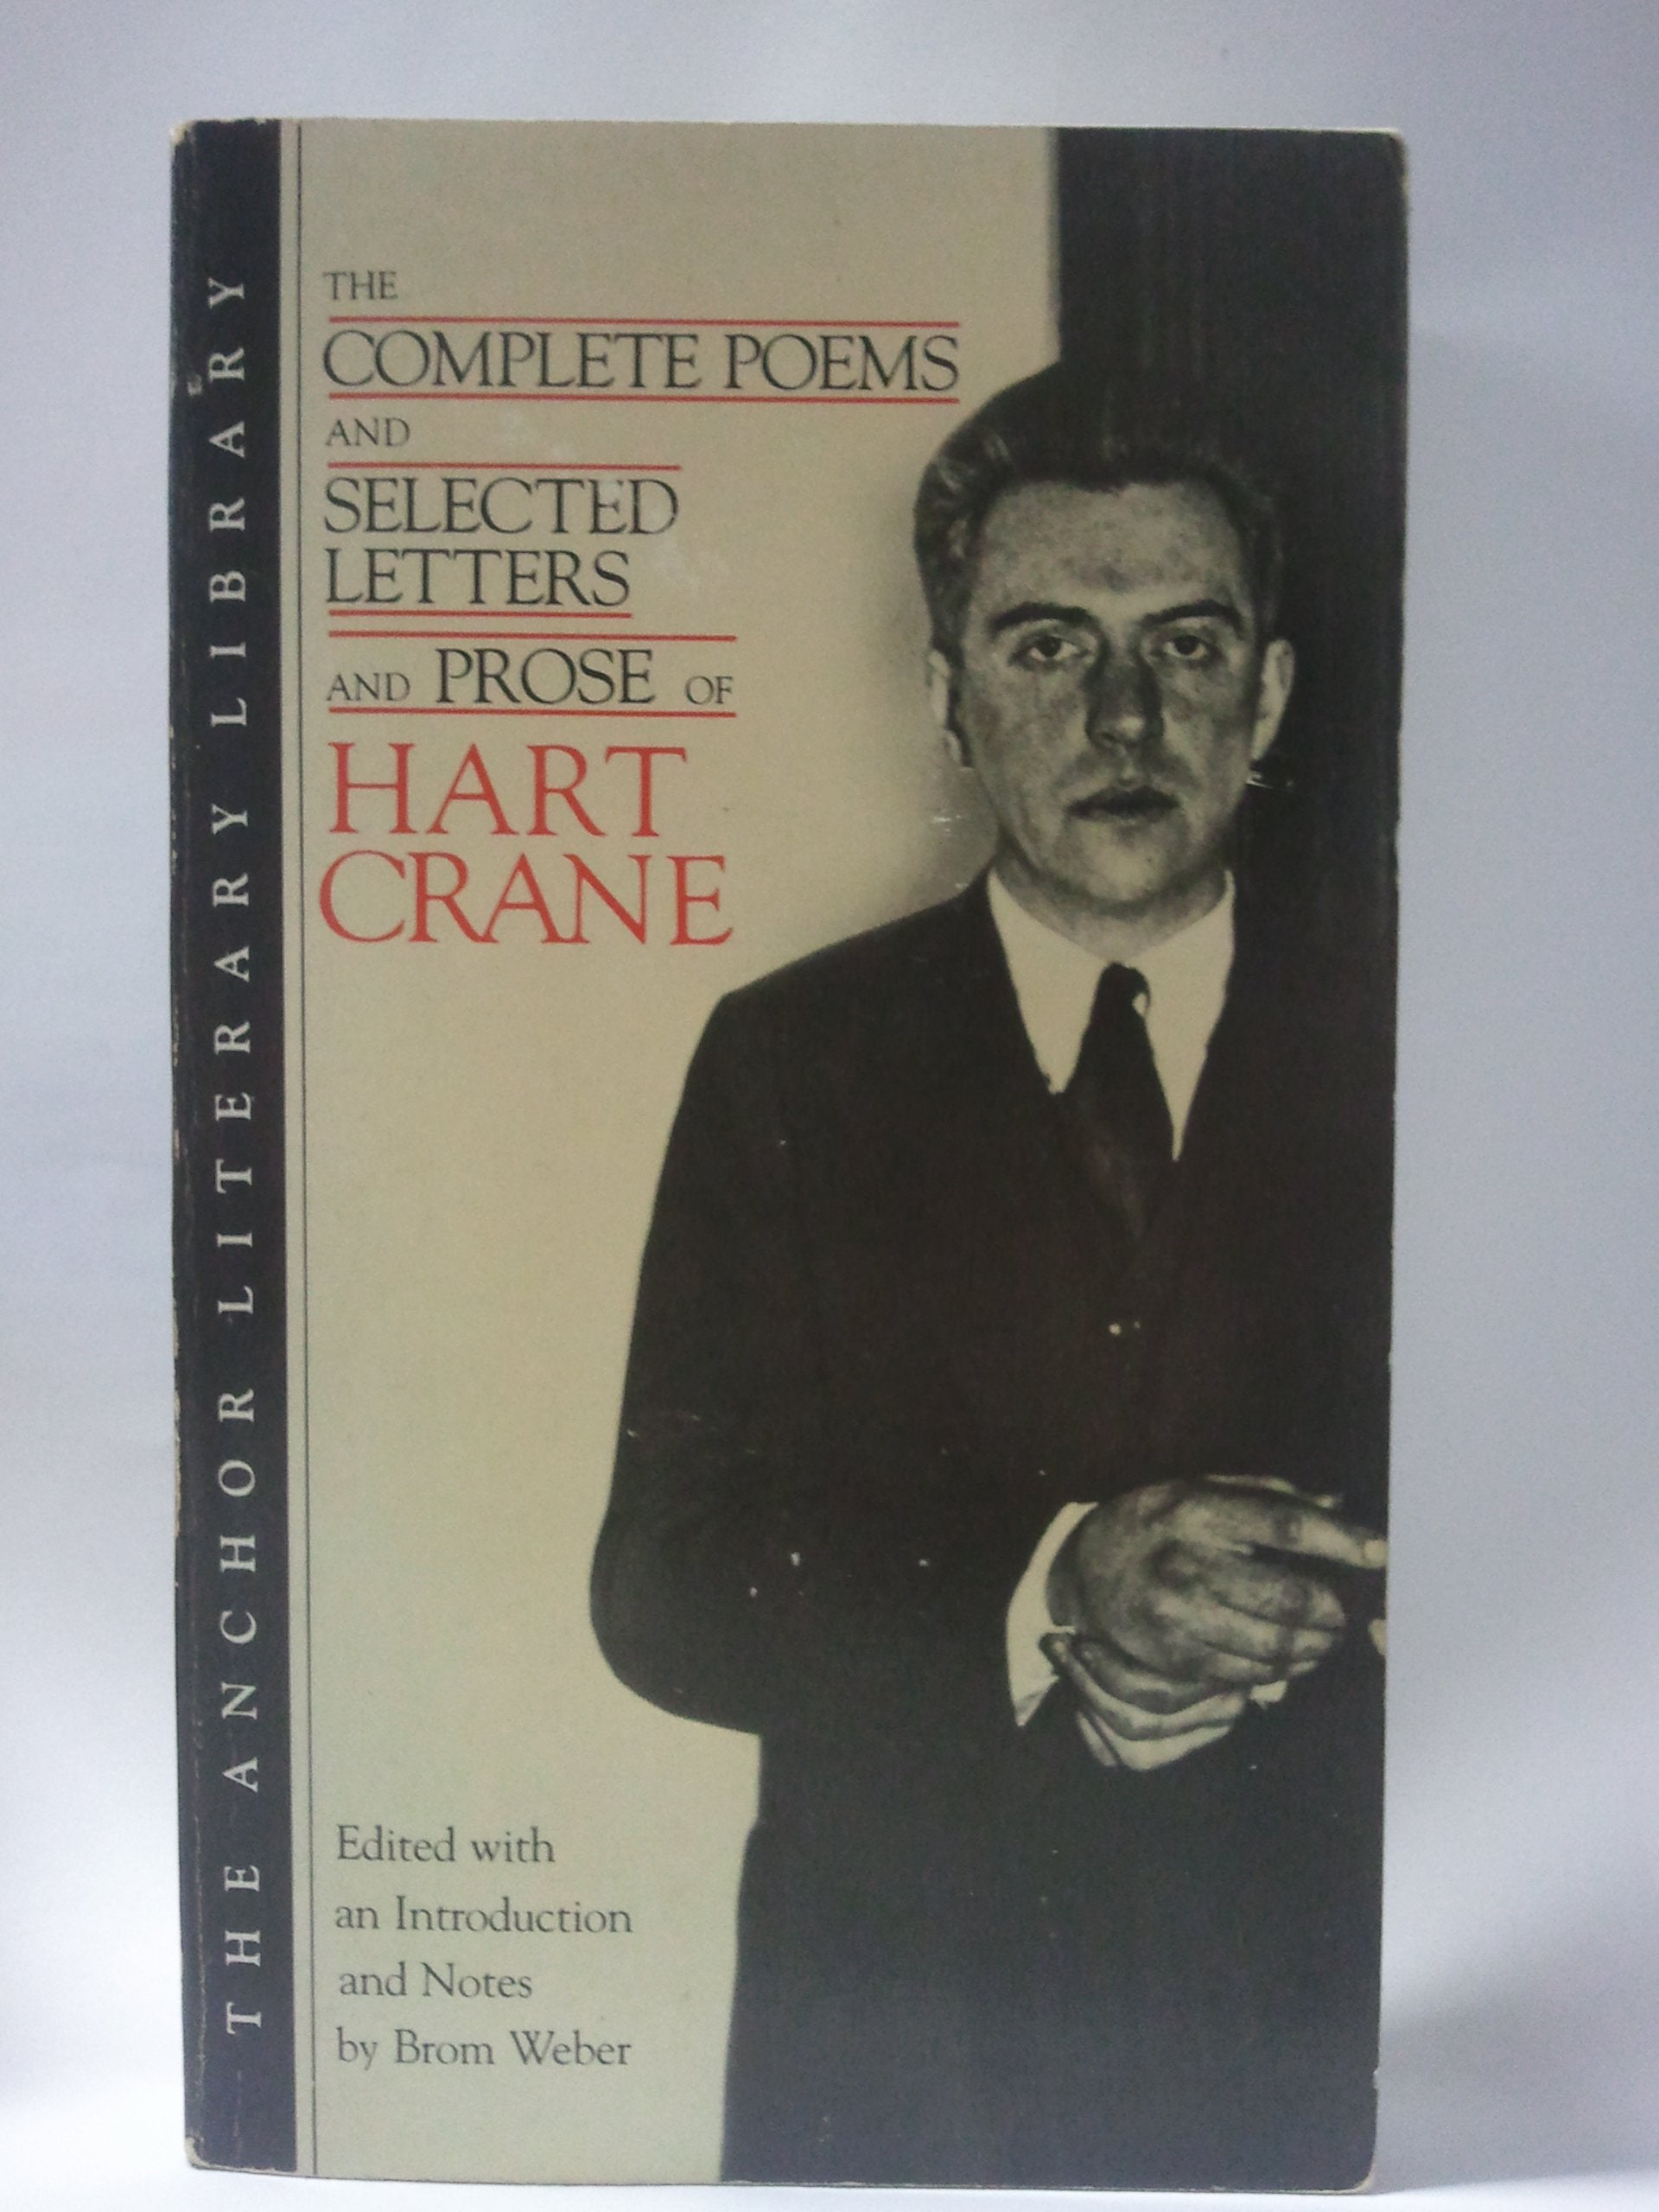 THE ANCHOR LITERARY LIBRARY
THE
COMPLETE POEMS
AND
SELECTED
LETTERS
AND PROSE OF
HART
CRANE
Edited with
an Introduction
and Notes
by Brom Weber